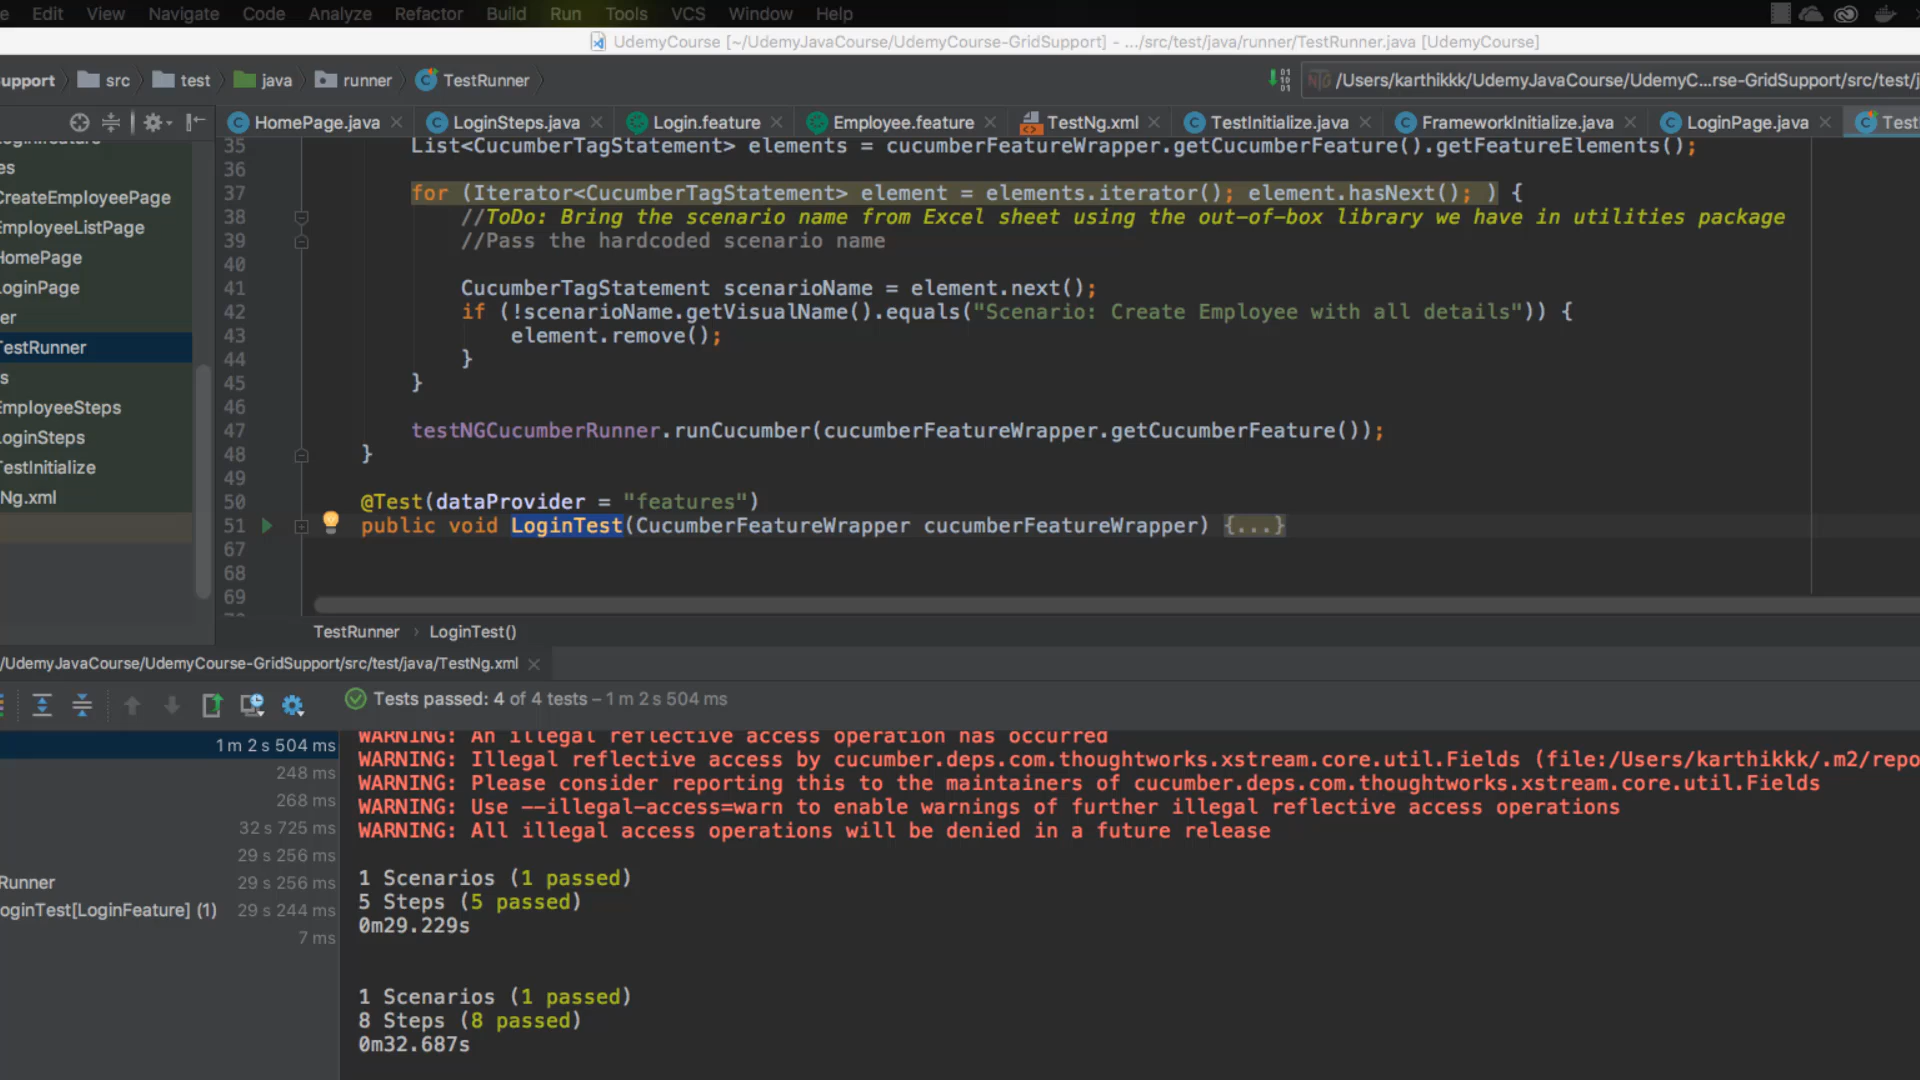 Edit View Navigate Code Analyze Refactor Build Run Tools VCS Window Help
UdemyCourse [~/UdemyJavaCourse/UdemyCourse-GridSupport] - .../src/test/java/runner/TestRunner.java [UdemyCourse]
upport src test java runner TestRunner /Users/karthikkk/UdemyJavaCourse/UdemyC...rse-GridSupport/src/test/j
HomePage.java LoginSteps.java Login.feature Employee.feature TestNg.xml TestInitialize.java FrameworkInitialize.java LoginPage.java Test
es
CreateEmployeePage
EmployeeListPage
HomePage
LoginPage
er
TestRunner
s
EmployeeSteps
LoginSteps
TestInitialize
Ng.xml
35 List<CucumberTagStatement> elements = cucumberFeatureWrapper.getCucumberFeature().getFeatureElements();
36
37 for (Iterator<CucumberTagStatement> element = elements.iterator(); element.hasNext(); ) {
38 //ToDo: Bring the scenario name from Excel sheet using the out-of-box library we have in utilities package
39 //Pass the hardcoded scenario name
40
41 CucumberTagStatement scenarioName = element.next();
42 if (!scenarioName.getVisualName().equals("Scenario: Create Employee with all details")) {
43 element.remove();
44 }
45 }
46
47 testNGCucumberRunner.runCucumber(cucumberFeatureWrapper.getCucumberFeature());
48 }
49
50 @Test(dataProvider = "features")
51 public void LoginTest(CucumberFeatureWrapper cucumberFeatureWrapper) {...}
67
68
69
TestRunner LoginTest()
/UdemyJavaCourse/UdemyCourse-GridSupport/src/test/java/TestNg.xml
Tests passed: 4 of 4 tests – 1 m 2 s 504 ms
1 m 2 s 504 ms
248 ms
268 ms
32 s 725 ms
29 s 256 ms
Runner 29 s 256 ms
oginTest[LoginFeature] (1) 29 s 244 ms
7 ms
WARNING: An illegal reflective access operation has occurred
WARNING: Illegal reflective access by cucumber.deps.com.thoughtworks.xstream.core.util.Fields (file:/Users/karthikkk/.m2/repo
WARNING: Please consider reporting this to the maintainers of cucumber.deps.com.thoughtworks.xstream.core.util.Fields
WARNING: Use --illegal-access=warn to enable warnings of further illegal reflective access operations
WARNING: All illegal access operations will be denied in a future release
1 Scenarios (1 passed)
5 Steps (5 passed)
0m29.229s
1 Scenarios (1 passed)
8 Steps (8 passed)
0m32.687s